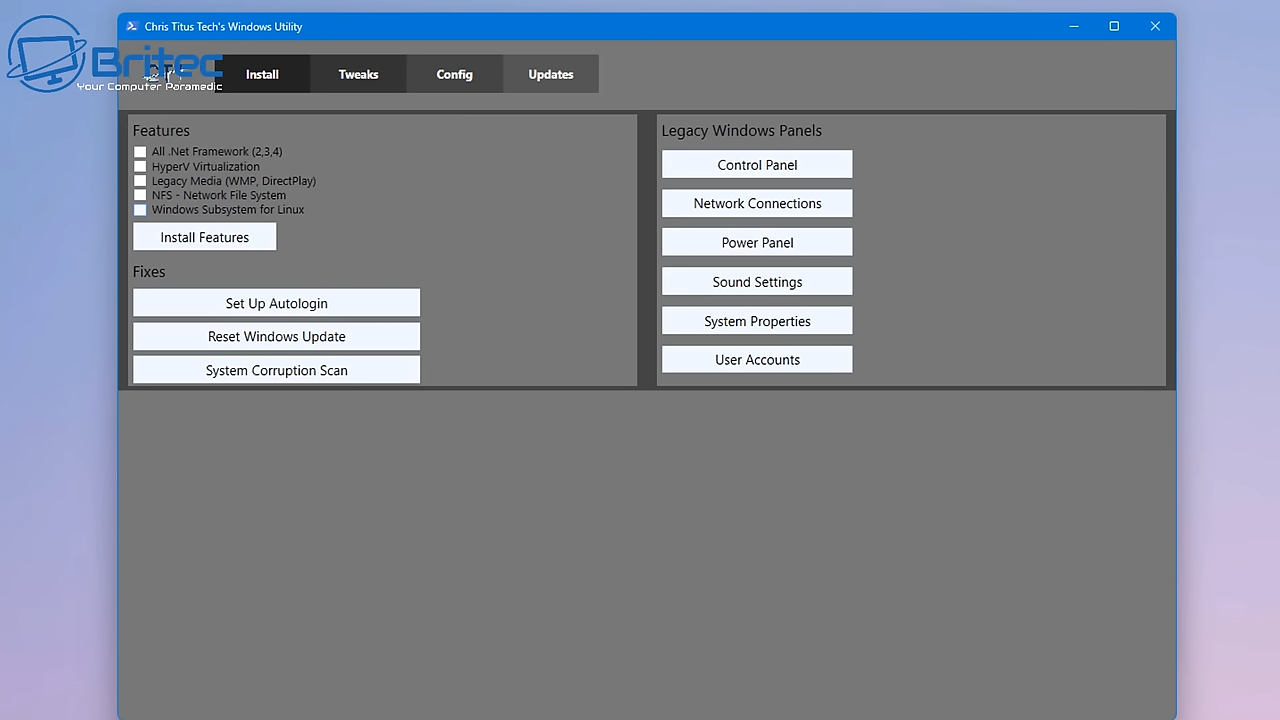 Chris Titus Tech's Windows Utility
Britec
Your Computer Paramedic
Install
Tweaks
Config
Updates
Features
All .Net Framework (2,3,4)
HyperV Virtualization
Legacy Media (WMP, DirectPlay)
NFS - Network File System
Windows Subsystem for Linux
Install Features
Fixes
Set Up Autologin
Reset Windows Update
System Corruption Scan
Legacy Windows Panels
Control Panel
Network Connections
Power Panel
Sound Settings
System Properties
User Accounts